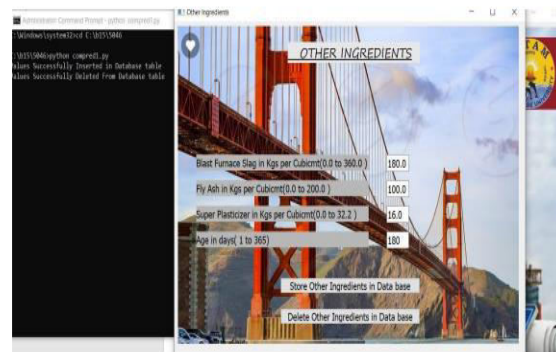 Administrator Command Prompt - python compred1.py
C:\Windows\system32>cd E:\b15\5046
E:\b15\5046>python compred1.py
Values Successfully Inserted in Database table
Values Successfully Deleted From Database table
Other Ingredients
OTHER INGREDIENTS
Blast Furnace Slag in Kgs per Cubicmt(0.0 to 360.0 ) 180.0
Fly Ash in Kgs per Cubicmt(0.0 to 200.0 ) 100.0
Super Plasticizer in Kgs per Cubicmt(0.0 to 32.2 ) 16.0
Age in days( 1 to 365) 180
Store Other Ingredients in Data base
Delete Other Ingredients in Data base